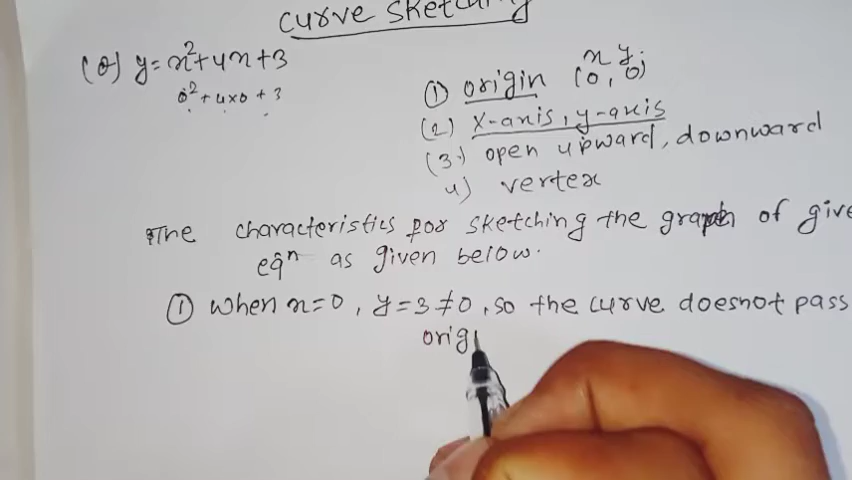 curve sketching
(Q) y=x²+4x+3
0²+4×0+3
x y
① origin (0, 0)
(2) X-axis, y-axis
(3.) open upward, downward
4) vertex
The characteristics for sketching the graph of give
eqⁿ as given below.
① when x=0, y=3≠0, so the curve doesnot pass
orig